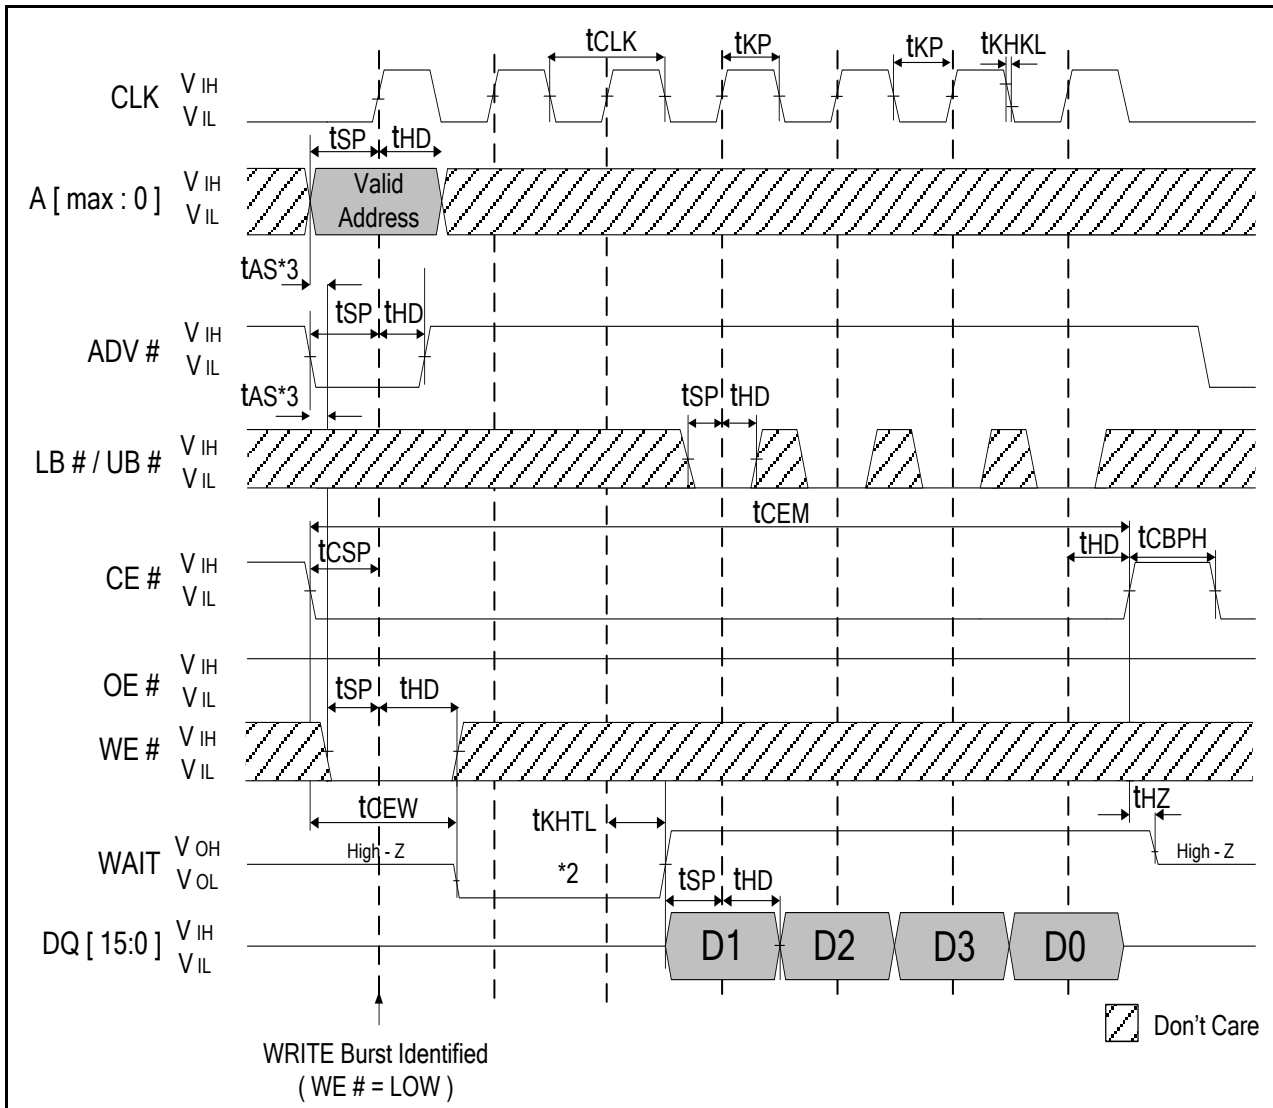 tCLK tKP tKP tKHKL
CLK V IH
V IL
tSP tHD
A [ max : 0 ] V IH
V IL
Valid
Address
tAS*3
tSP tHD
ADV # V IH
V IL
tAS*3
tSP tHD
LB # / UB # V IH
V IL
tCEM
tCSP tHD tCBPH
CE # V IH
V IL
OE # V IH
V IL
tSP tHD
WE # V IH
V IL
tCEW tKHTL tHZ
WAIT V OH
V OL
High - Z *2 High - Z
tSP tHD
DQ [ 15:0 ] V IH
V IL
D1 D2 D3 D0
Don't Care
WRITE Burst Identified
( WE # = LOW )